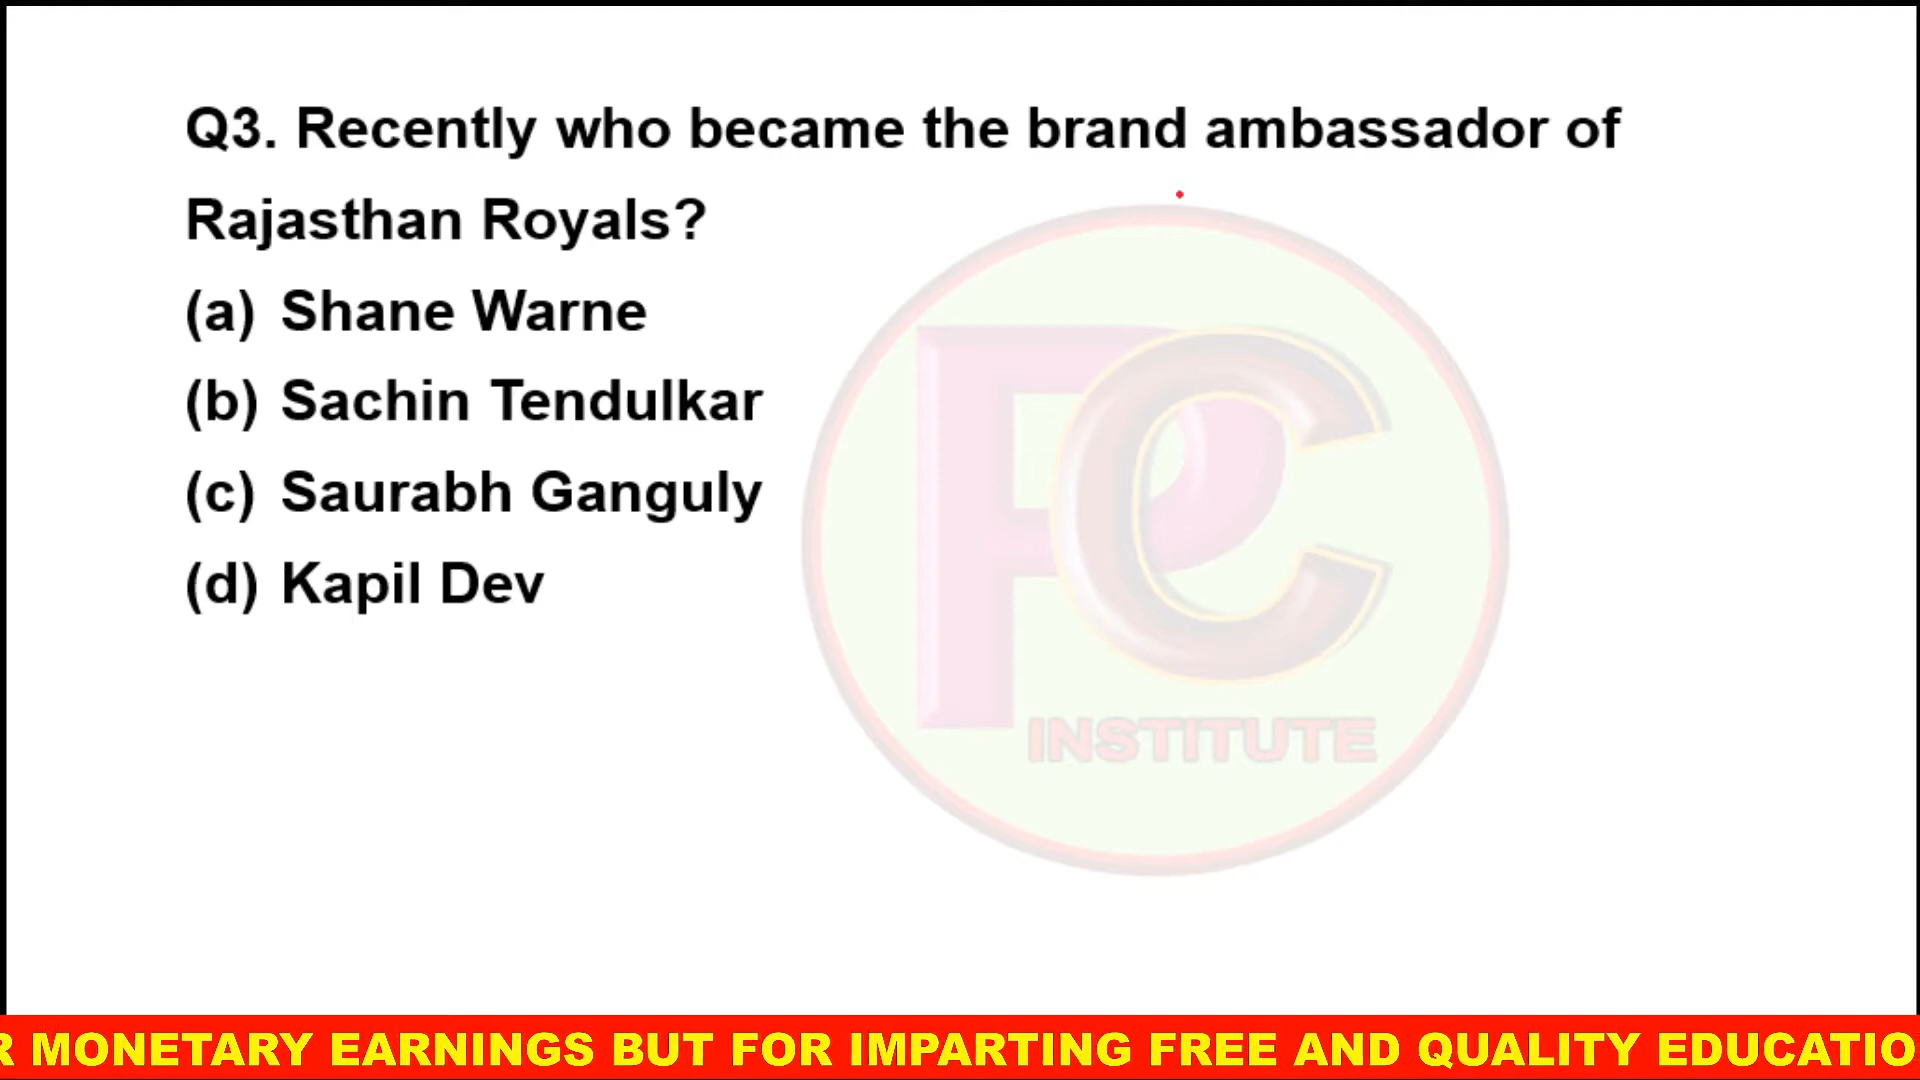 Q3. Recently who became the brand ambassador of
Rajasthan Royals?
(a) Shane Warne
(b) Sachin Tendulkar
(c) Saurabh Ganguly
(d) Kapil Dev
PC
INSTITUTE
R MONETARY EARNINGS BUT FOR IMPARTING FREE AND QUALITY EDUCATIO